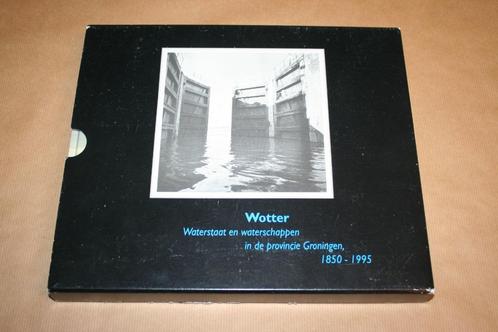 Wotter
Waterstaat en waterschappen
in de provincie Groningen,
1850 - 1995